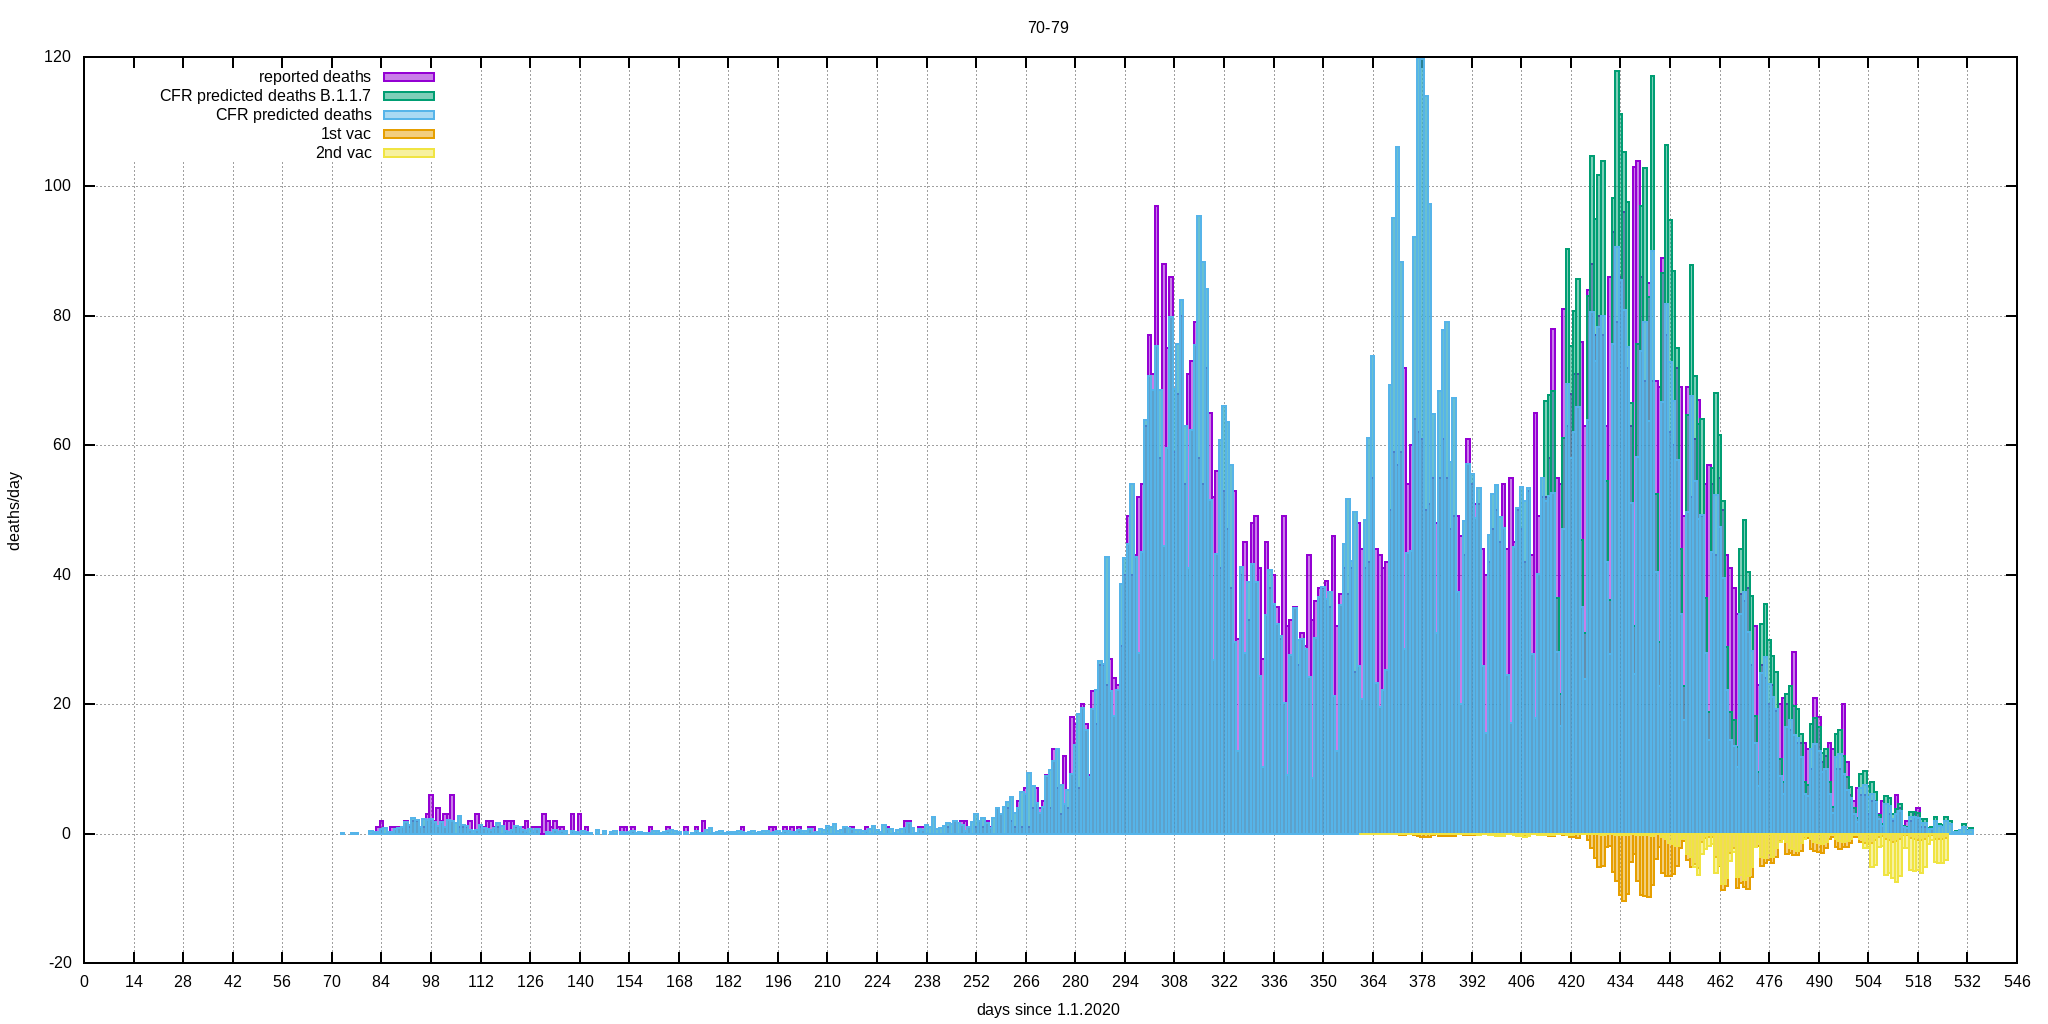 70-79
120
100
80
60
40
20
0
-20
deaths/day
reported deaths
CFR predicted deaths B.1.1.7
CFR predicted deaths
1st vac
2nd vac
0 14 28 42 56 70 84 98 112 126 140 154 168 182 196 210 224 238 252 266 280 294 308 322 336 350 364 378 392 406 420 434 448 462 476 490 504 518 532 546
days since 1.1.2020